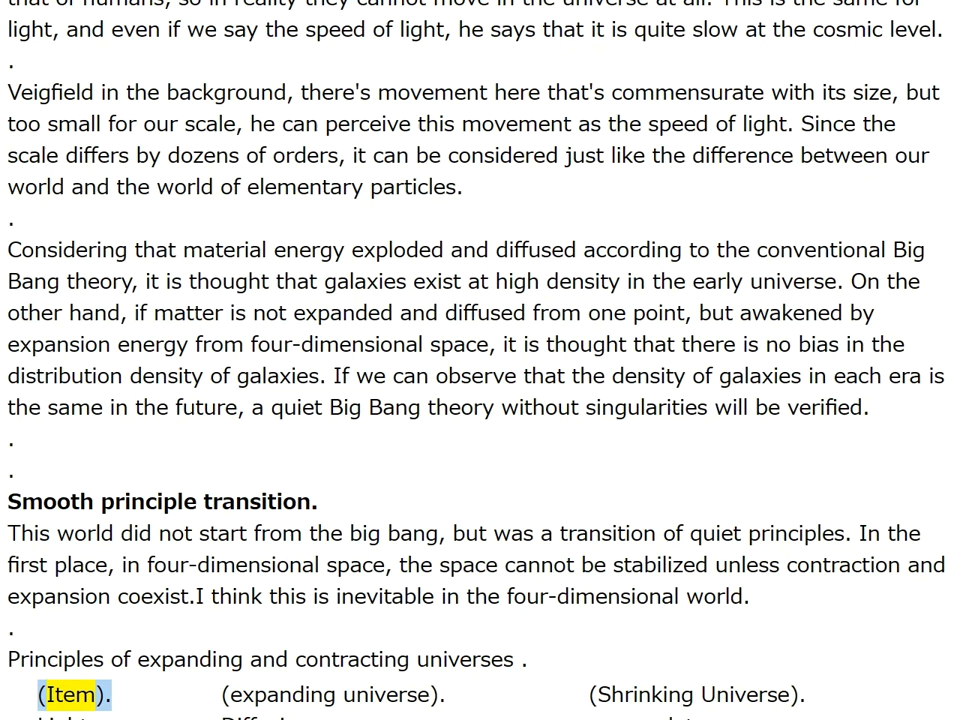 light, and even if we say the speed of light, he says that it is quite slow at the cosmic level.
.
Veigfield in the background, there's movement here that's commensurate with its size, but
too small for our scale, he can perceive this movement as the speed of light. Since the
scale differs by dozens of orders, it can be considered just like the difference between our
world and the world of elementary particles.
.
Considering that material energy exploded and diffused according to the conventional Big
Bang theory, it is thought that galaxies exist at high density in the early universe. On the
other hand, if matter is not expanded and diffused from one point, but awakened by
expansion energy from four-dimensional space, it is thought that there is no bias in the
distribution density of galaxies. If we can observe that the density of galaxies in each era is
the same in the future, a quiet Big Bang theory without singularities will be verified.
.
.
Smooth principle transition.
This world did not start from the big bang, but was a transition of quiet principles. In the
first place, in four-dimensional space, the space cannot be stabilized unless contraction and
expansion coexist.I think this is inevitable in the four-dimensional world.
.
Principles of expanding and contracting universes .
(Item). (expanding universe). (Shrinking Universe).